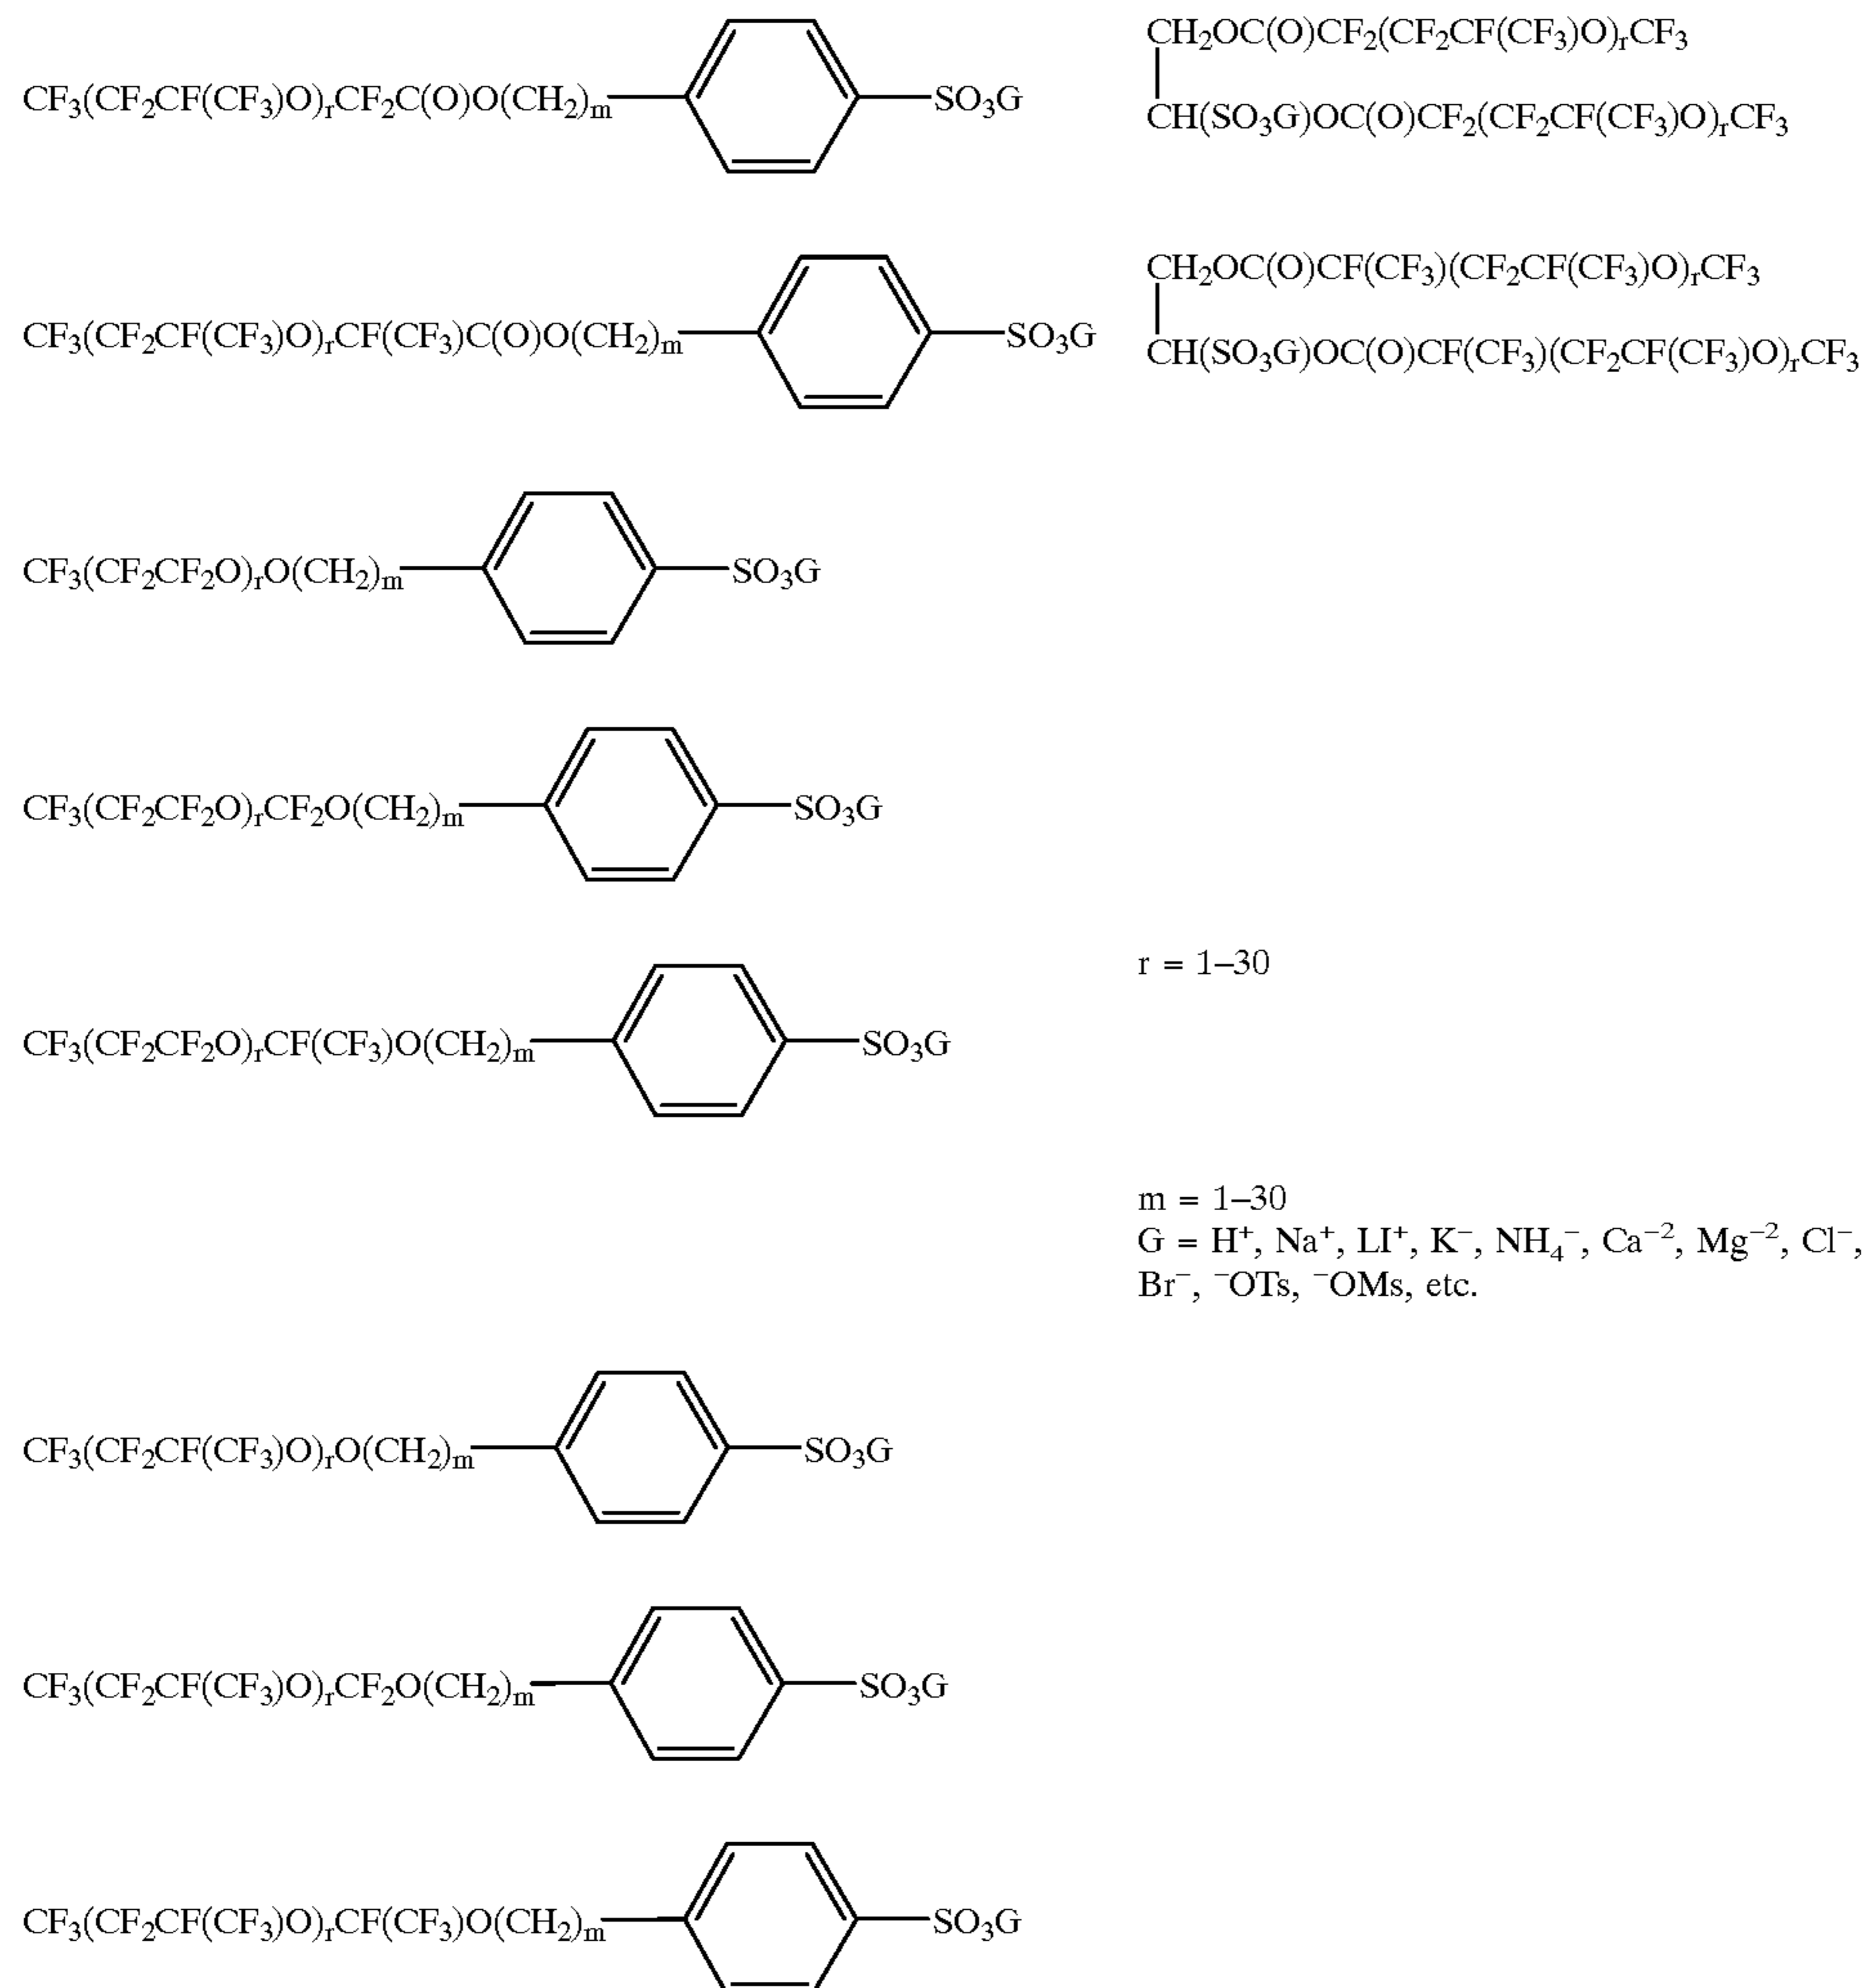 CF₃(CF₂CF(CF₃)O)ᵣCF₂C(O)O(CH₂)ₘ SO₃G
CH₂OC(O)CF₂(CF₂CF(CF₃)O)ᵣCF₃
CH(SO₃G)OC(O)CF₂(CF₂CF(CF₃)O)ᵣCF₃
CF₃(CF₂CF(CF₃)O)ᵣCF(CF₃)C(O)O(CH₂)ₘ SO₃G
CH₂OC(O)CF(CF₃)(CF₂CF(CF₃)O)ᵣCF₃
CH(SO₃G)OC(O)CF(CF₃)(CF₂CF(CF₃)O)ᵣCF₃
CF₃(CF₂CF₂O)ᵣO(CH₂)ₘ SO₃G
CF₃(CF₂CF₂O)ᵣCF₂O(CH₂)ₘ SO₃G
CF₃(CF₂CF₂O)ᵣCF(CF₃)O(CH₂)ₘ SO₃G
r = 1–30
m = 1–30
G = H⁺, Na⁺, LI⁺, K⁻, NH₄⁻, Ca⁻², Mg⁻², Cl⁻,
Br⁻, ⁻OTs, ⁻OMs, etc.
CF₃(CF₂CF(CF₃)O)ᵣO(CH₂)ₘ SO₃G
CF₃(CF₂CF(CF₃)O)ᵣCF₂O(CH₂)ₘ SO₃G
CF₃(CF₂CF(CF₃)O)ᵣCF(CF₃)O(CH₂)ₘ SO₃G